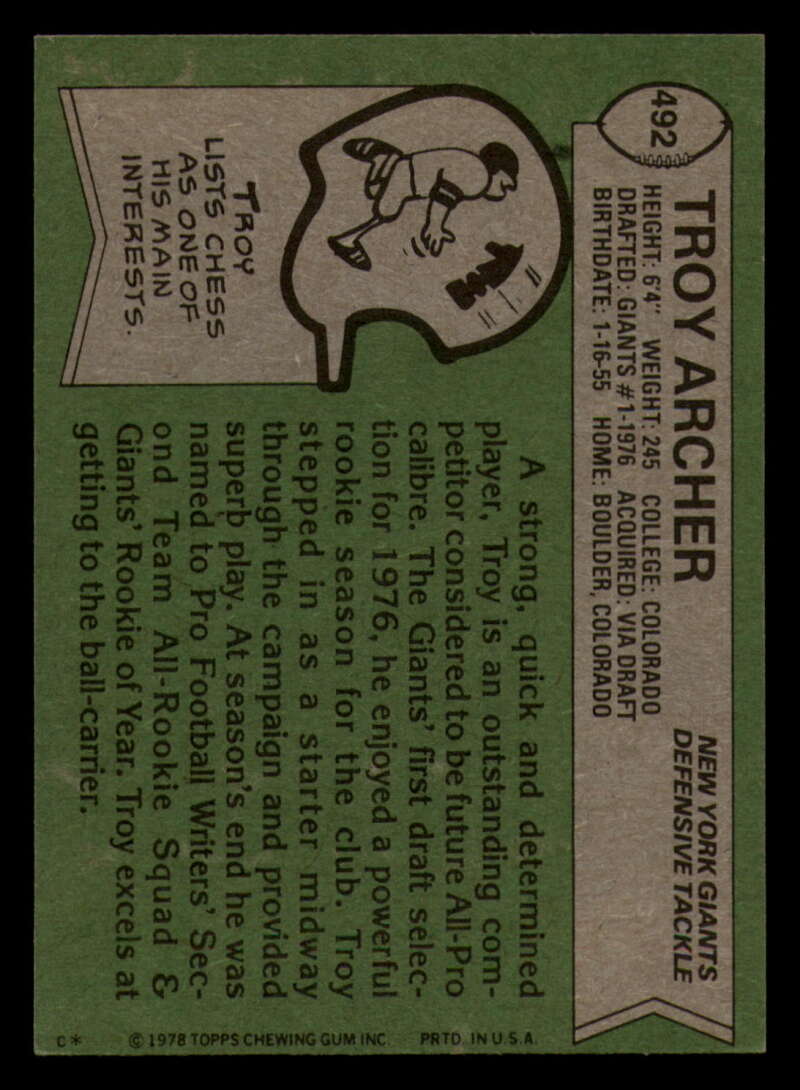 492
TROY ARCHER
NEW YORK GIANTS
DEFENSIVE TACKLE
HEIGHT: 6'4" WEIGHT: 245 COLLEGE: COLORADO
DRAFTED: GIANTS #1-1976 ACQUIRED: VIA DRAFT
BIRTHDATE: 1-16-55 HOME: BOULDER, COLORADO
TROY
LISTS CHESS
AS ONE OF
HIS MAIN
INTERESTS.
A strong, quick and determined
player, Troy is an outstanding com-
petitor considered to be future All-Pro
calibre. The Giants' first draft selec-
tion for 1976, he enjoyed a powerful
rookie season for the club. Troy
stepped in as a starter midway
through the campaign and provided
superb play. At season's end he was
named to Pro Football Writers' Sec-
ond Team All-Rookie Squad &
Giants' Rookie of Year. Troy excels at
getting to the ball-carrier.
C* © 1978 TOPPS CHEWING GUM INC. PRTD. IN U.S.A.